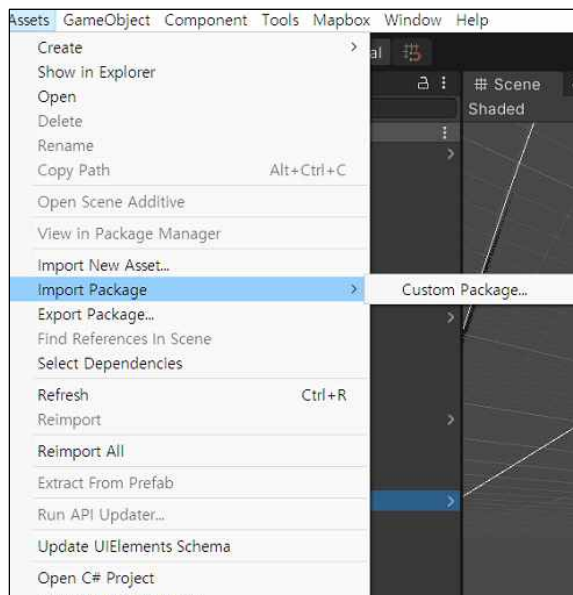 Assets GameObject Component Tools Mapbox Window Help
Create
al
Show in Explorer
# Scene
Open
Shaded
Delete
Rename
Copy Path Alt+Ctrl+C
Open Scene Additive
View in Package Manager
Import New Asset...
Import Package Custom Package...
Export Package...
Find References In Scene
Select Dependencies
Refresh Ctrl+R
Reimport
Reimport All
Extract From Prefab
Run API Updater...
Update UIElements Schema
Open C# Project